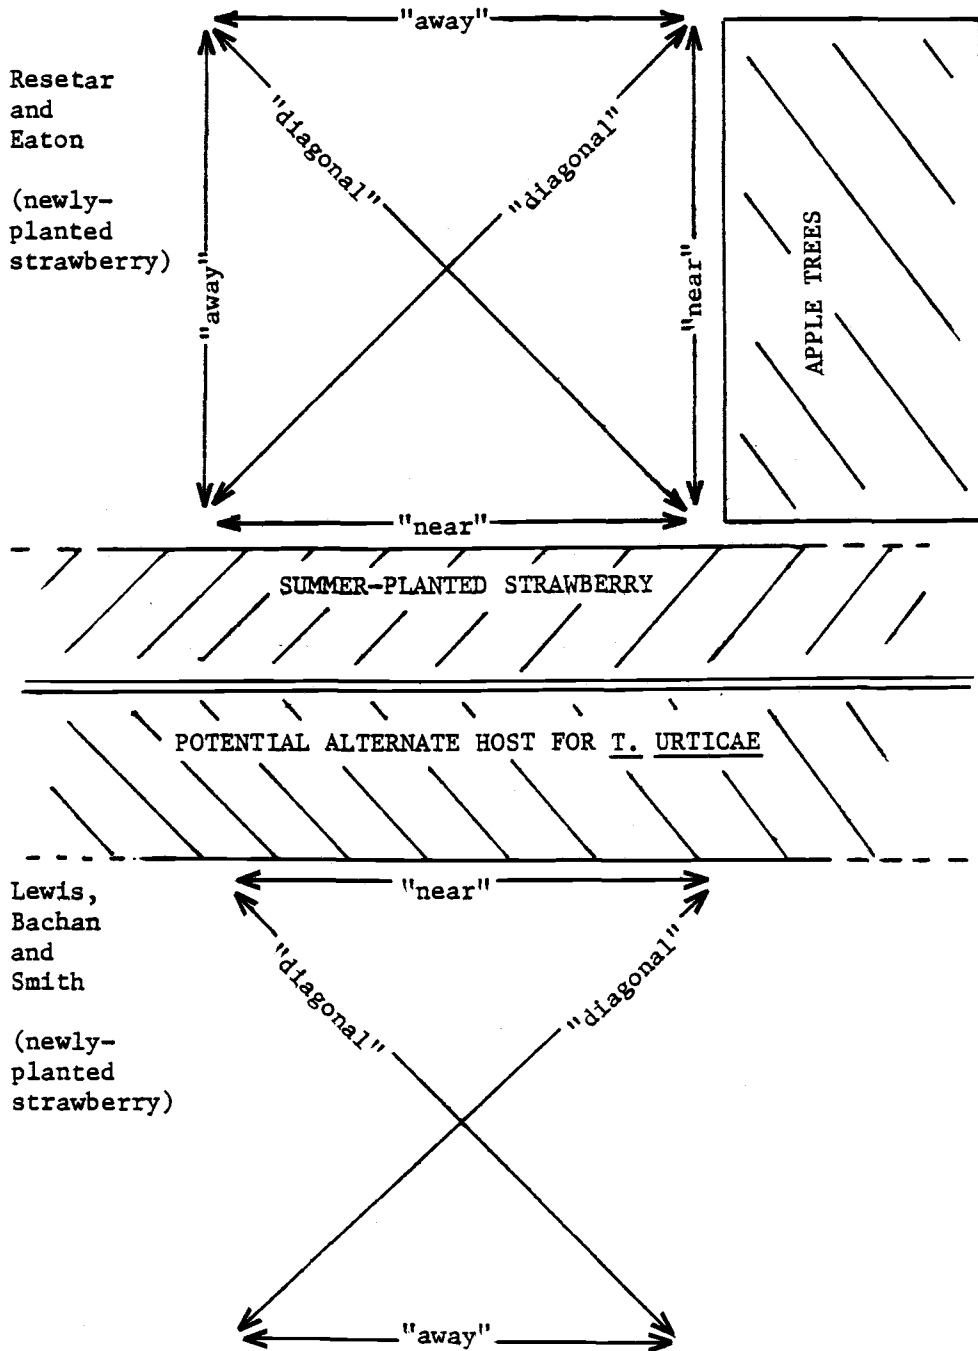 "away"
Resetar
and
Eaton
(newly-
planted
strawberry)
"diagonal"
"diagonal"
"away"
"near"
APPLE TREES
"near"
SUMMER-PLANTED STRAWBERRY
POTENTIAL ALTERNATE HOST FOR T. URTICAE
Lewis,
Bachan
and
Smith
(newly-
planted
strawberry)
"near"
"diagonal"
"diagonal"
"away"